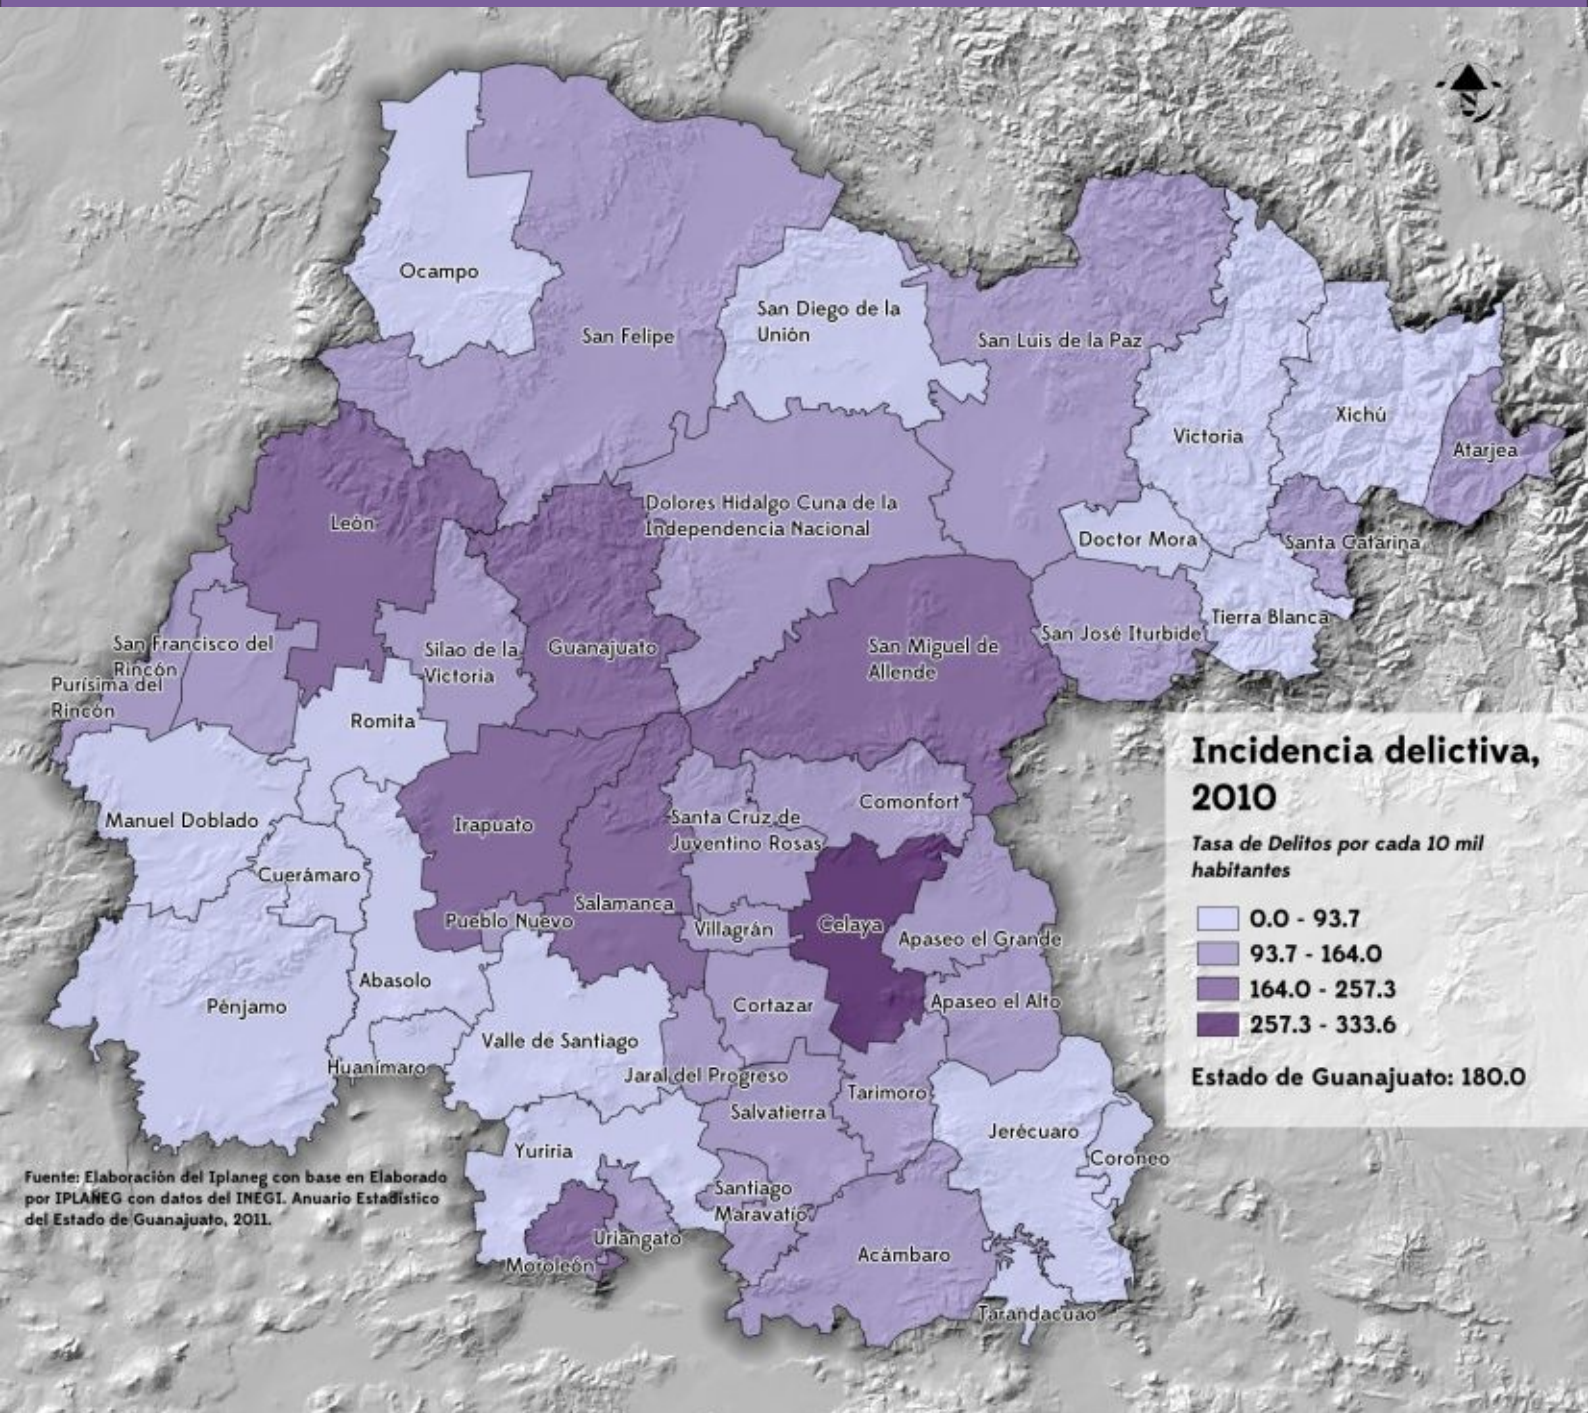 Ocampo
San Felipe
San Diego de la
Unión
San Luis de la Paz
Victoria
Xichú
Atarjea
León
Dolores Hidalgo Cuna de la
Independencia Nacional
Doctor Mora
Santa Catarina
San Francisco del
Rincón
Purísima del
Rincón
Silao de la
Victoria
Guanajuato
San Miguel de
Allende
San José Iturbide
Tierra Blanca
Romita
Manuel Doblado
Irapuato
Santa Cruz de
Juventino Rosas
Comonfort
Cuerámaro
Pueblo Nuevo
Salamanca
Villagrán
Celaya
Apaseo el Grande
Pénjamo
Abasolo
Cortazar
Apaseo el Alto
Huanímaro
Valle de Santiago
Jaral del Progreso
Salvatierra
Tarimoro
Jerécuaro
Coroneo
Yuriria
Santiago
Maravatío
Uriangato
Moroleón
Acámbaro
Tarandacuao
Incidencia delictiva,
2010
Tasa de Delitos por cada 10 mil
habitantes
0.0 - 93.7
93.7 - 164.0
164.0 - 257.3
257.3 - 333.6
Estado de Guanajuato: 180.0
Fuente: Elaboración del Iplaneg con base en Elaborado
por IPLANEG con datos del INEGI. Anuario Estadístico
del Estado de Guanajuato, 2011.